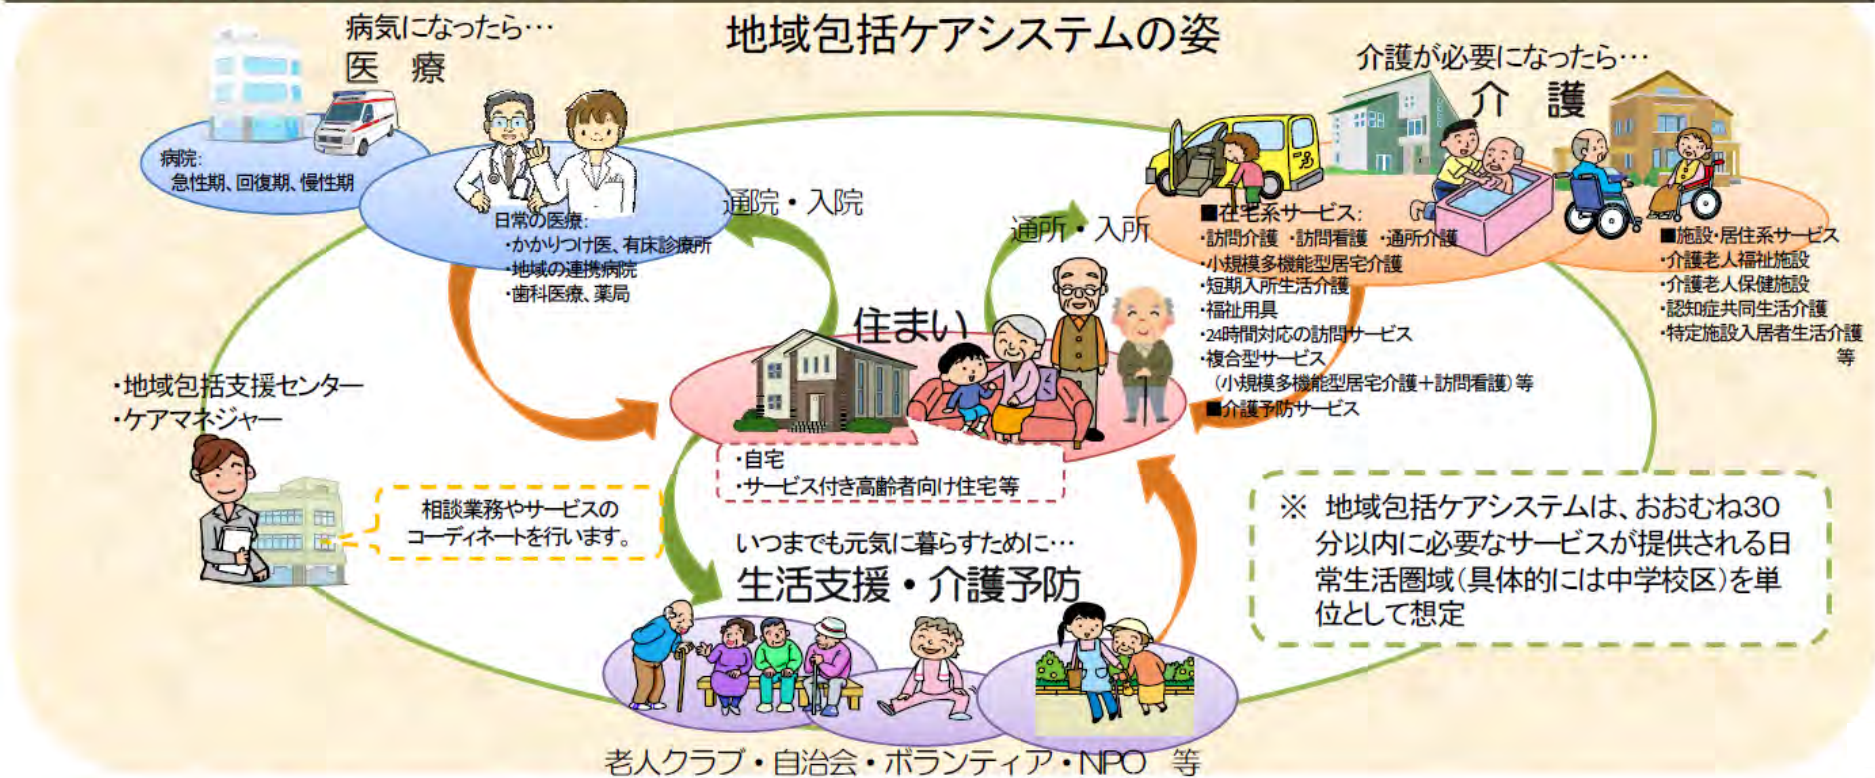 地域包括ケアシステムの姿
病気になったら…
医　療
病院:
急性期、回復期、慢性期
日常の医療:
・かかりつけ医、有床診療所
・地域の連携病院
・歯科医療、薬局
通院・入院
通所・入所
介護が必要になったら…
介　護
■在宅系サービス:
・訪問介護 ・訪問看護 ・通所介護
・小規模多機能型居宅介護
・短期入所生活介護
・福祉用具
・24時間対応の訪問サービス
・複合型サービス
（小規模多機能型居宅介護＋訪問看護）等
■介護予防サービス
■施設・居住系サービス
・介護老人福祉施設
・介護老人保健施設
・認知症共同生活介護
・特定施設入居者生活介護
等
住まい
・自宅
・サービス付き高齢者向け住宅等
・地域包括支援センター
・ケアマネジャー
相談業務やサービスの
コーディネートを行います。
いつまでも元気に暮らすために…
生活支援・介護予防
老人クラブ・自治会・ボランティア・NPO　等
※　地域包括ケアシステムは、おおむね30
分以内に必要なサービスが提供される日
常生活圏域（具体的には中学校区）を単
位として想定